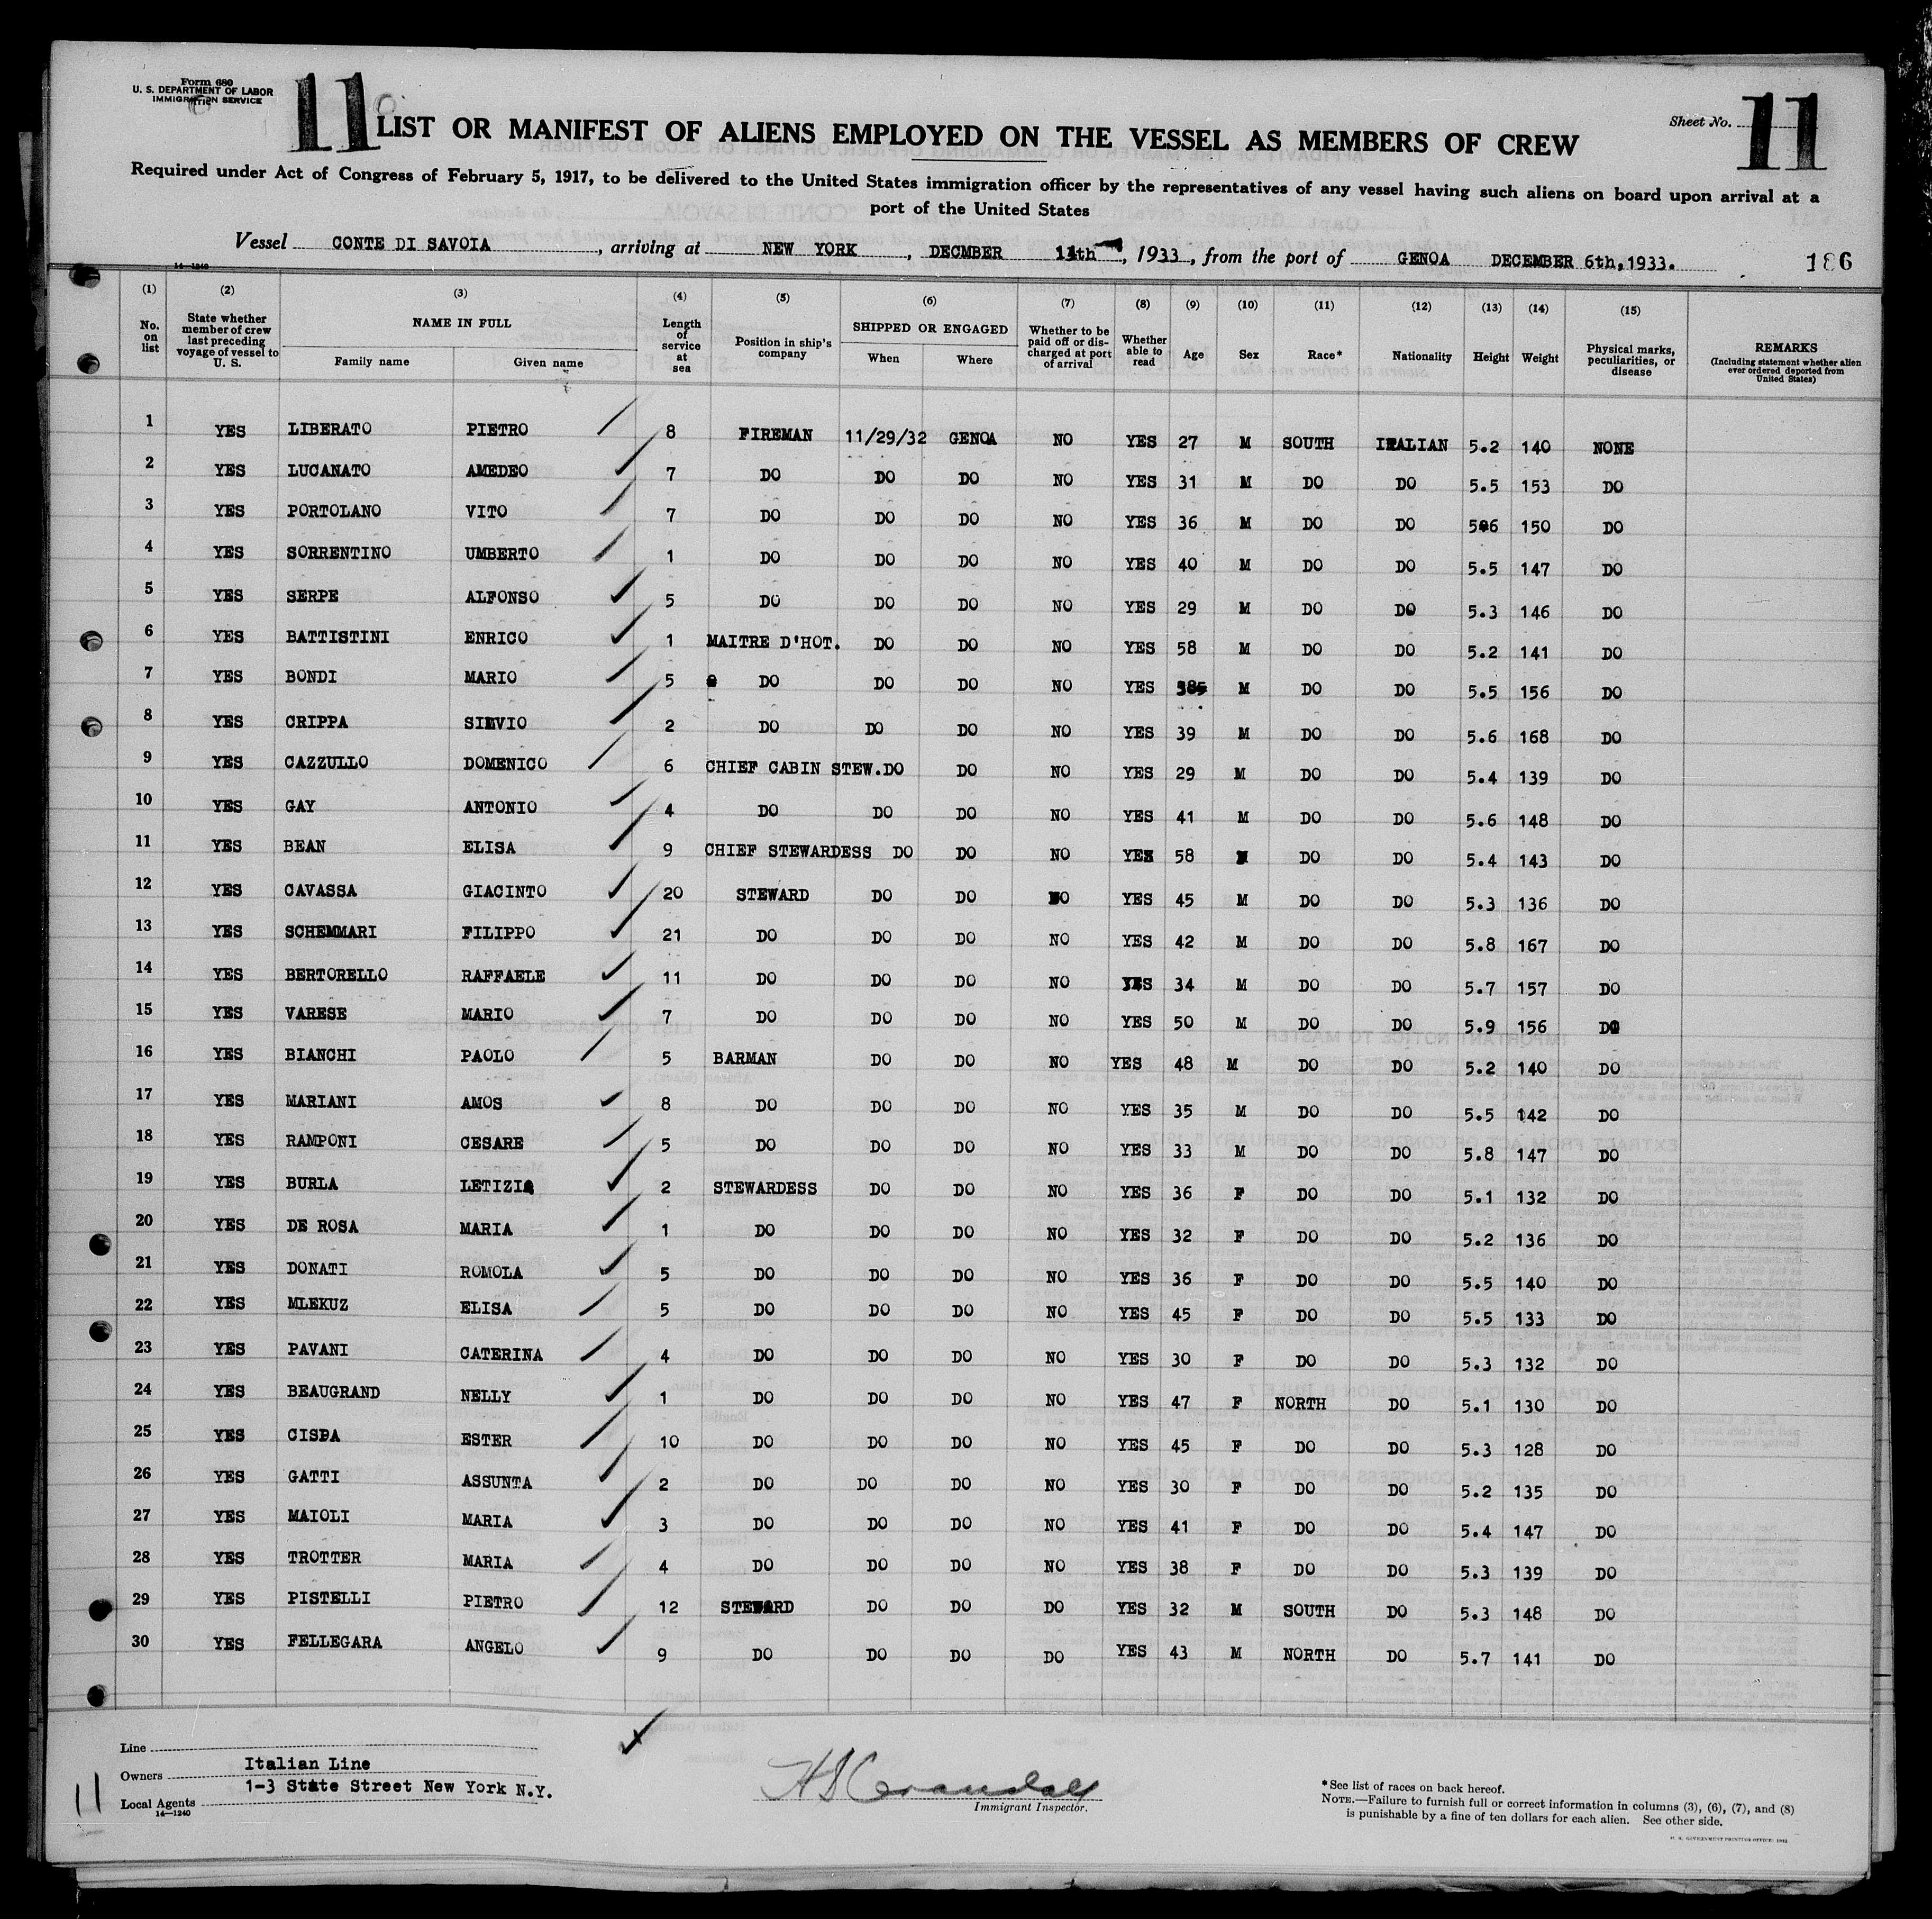 Form 680
U. S. DEPARTMENT OF LABOR
IMMIGRATION SERVICE
11
LIST OR MANIFEST OF ALIENS EMPLOYED ON THE VESSEL AS MEMBERS OF CREW
Sheet No. 11
Required under Act of Congress of February 5, 1917, to be delivered to the United States immigration officer by the representatives of any vessel having such aliens on board upon arrival at a
port of the United States
Vessel CONTE DI SAVOIA, arriving at NEW YORK, DECMBER 14th, 1933, from the port of GENOA DECEMBER 6th,1933. 186
14—1240
(1) (2) (3) (4) (5) (6) (7) (8) (9) (10) (11) (12) (13) (14) (15)
No. on list | State whether member of crew last preceding voyage of vessel to U. S. | NAME IN FULL Family name Given name | Length of service at sea | Position in ship's company | SHIPPED OR ENGAGED When Where | Whether to be paid off or discharged at port of arrival | Whether able to read | Age | Sex | Race* | Nationality | Height | Weight | Physical marks, peculiarities, or disease | REMARKS (Including statement whether alien ever ordered deported from United States)
1 YES LIBERATO PIETRO 8 FIREMAN 11/29/32 GENOA NO YES 27 M SOUTH ITALIAN 5.2 140 NONE
2 YES LUCANATO AMEDEO 7 DO DO DO NO YES 31 M DO DO 5.5 153 DO
3 YES PORTOLANO VITO 7 DO DO DO NO YES 36 M DO DO 5.6 150 DO
4 YES SORRENTINO UMBERTO 1 DO DO DO NO YES 40 M DO DO 5.5 147 DO
5 YES SERPE ALFONSO 5 DO DO DO NO YES 29 M DO DO 5.3 146 DO
6 YES BATTISTINI ENRICO 1 MAITRE D'HOT. DO DO NO YES 58 M DO DO 5.2 141 DO
7 YES BONDI MARIO 5 DO DO DO NO YES M DO DO 5.5 156 DO
8 YES CRIPPA SILVIO 2 DO DO DO NO YES 39 M DO DO 5.6 168 DO
9 YES CAZZULLO DOMENICO 6 CHIEF CABIN STEW.DO DO NO YES 29 M DO DO 5.4 139 DO
10 YES GAY ANTONIO 4 DO DO DO NO YES 41 M DO DO 5.6 148 DO
11 YES BEAN ELISA 9 CHIEF STEWARDESS DO DO NO YES 58 DO DO 5.4 143 DO
12 YES CAVASSA GIACINTO 20 STEWARD DO DO NO YES 45 M DO DO 5.3 136 DO
13 YES SCHEMMARI FILIPPO 21 DO DO DO NO YES 42 M DO DO 5.8 167 DO
14 YES BERTORELLO RAFFAELE 11 DO DO DO NO YES 34 M DO DO 5.7 157 DO
15 YES VARESE MARIO 7 DO DO DO NO YES 50 M DO DO 5.9 156 DO
16 YES BIANCHI PAOLO 5 BARMAN DO DO NO YES 48 M DO DO 5.2 140 DO
17 YES MARIANI AMOS 8 DO DO DO NO YES 35 M DO DO 5.5 142 DO
18 YES RAMPONI CESARE 5 DO DO DO NO YES 33 M DO DO 5.8 147 DO
19 YES BURLA LETIZIA 2 STEWARDESS DO DO NO YES 36 F DO DO 5.1 132 DO
20 YES DE ROSA MARIA 1 DO DO DO NO YES 32 F DO DO 5.2 136 DO
21 YES DONATI ROMOLA 5 DO DO DO NO YES 36 F DO DO 5.5 140 DO
22 YES MLEKUZ ELISA 5 DO DO DO NO YES 45 F DO DO 5.5 133 DO
23 YES PAVANI CATERINA 4 DO DO DO NO YES 30 F DO DO 5.3 132 DO
24 YES BEAUGRAND NELLY 1 DO DO DO NO YES 47 F NORTH DO 5.1 130 DO
25 YES ESTER 10 DO DO DO NO YES 45 F DO DO 5.3 128 DO
26 YES GATTI ASSUNTA 2 DO DO DO NO YES 30 F DO DO 5.2 135 DO
27 YES MAIOLI MARIA 3 DO DO DO NO YES 41 F DO DO 5.4 147 DO
28 YES TROTTER MARIA 4 DO DO DO NO YES 38 F DO DO 5.3 139 DO
29 YES PISTELLI PIETRO 12 STEWARD DO DO DO YES 32 M SOUTH DO 5.3 148 DO
30 YES FELLEGARA ANGELO 9 DO DO DO DO YES 43 M NORTH DO 5.7 141 DO
Line
Owners Italian Line
1-3 State Street New York N.Y.
Local Agents
14—1240
11
H S Crandall
Immigrant Inspector.
*See list of races on back hereof.
NOTE.—Failure to furnish full or correct information in columns (3), (6), (7), and (8)
is punishable by a fine of ten dollars for each alien. See other side.